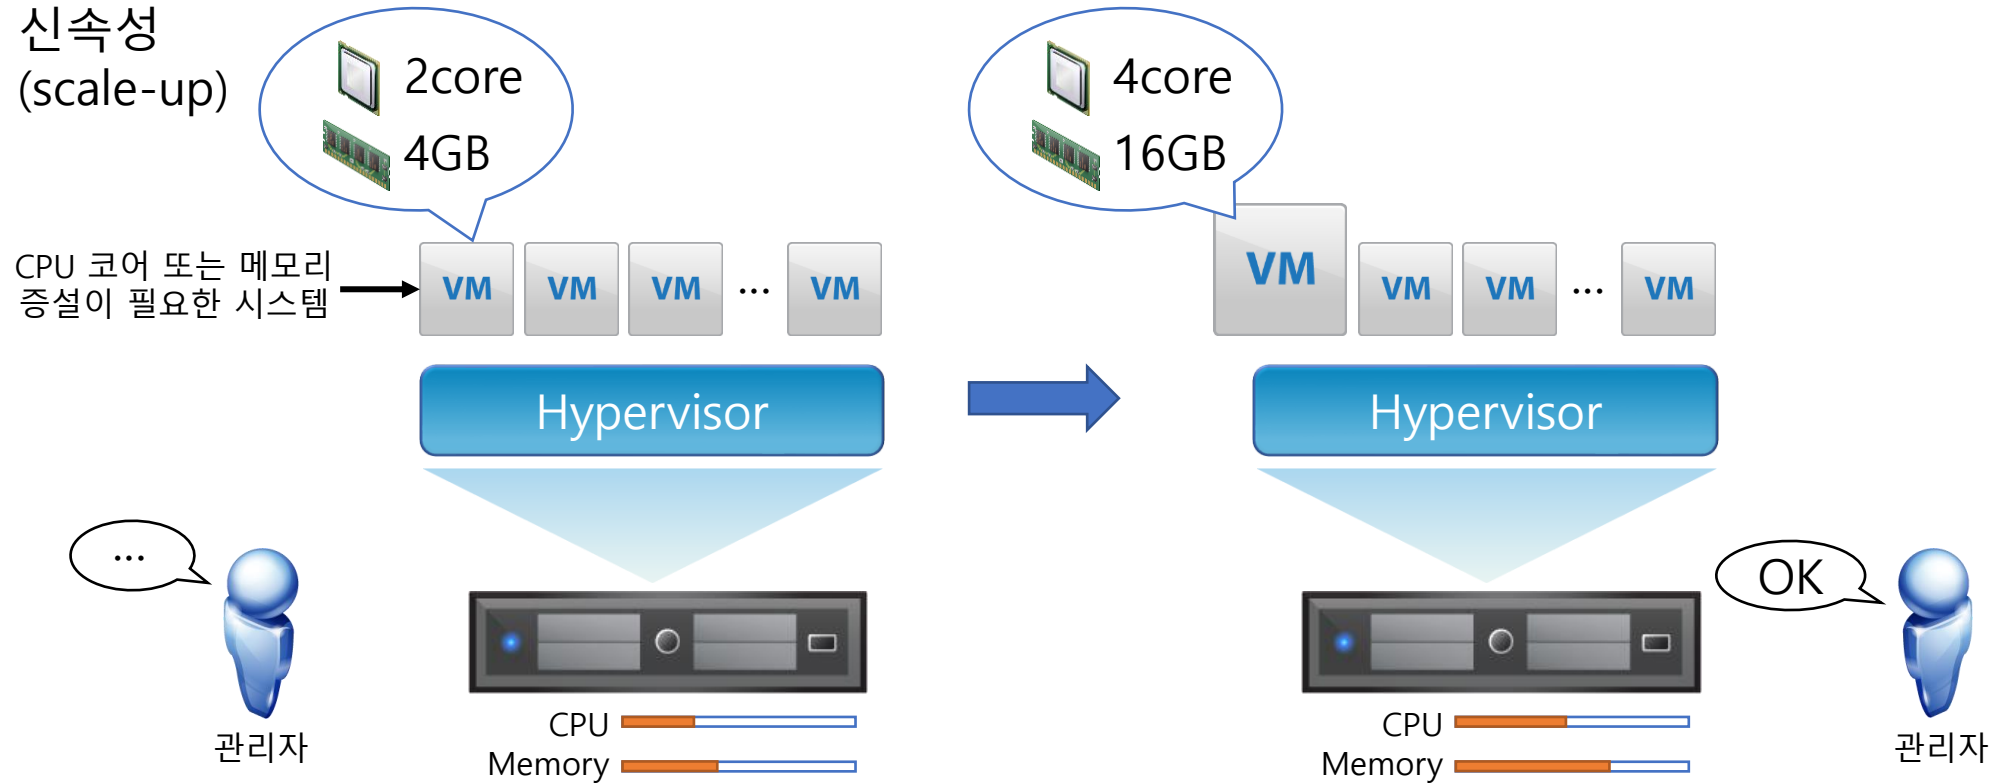 신속성
(scale-up)
2core
4GB
4core
16GB
CPU 코어 또는 메모리
증설이 필요한 시스템
VM
VM
VM
...
VM
VM
VM
VM
...
VM
Hypervisor
Hypervisor
...
OK
관리자
관리자
CPU
Memory
CPU
Memory